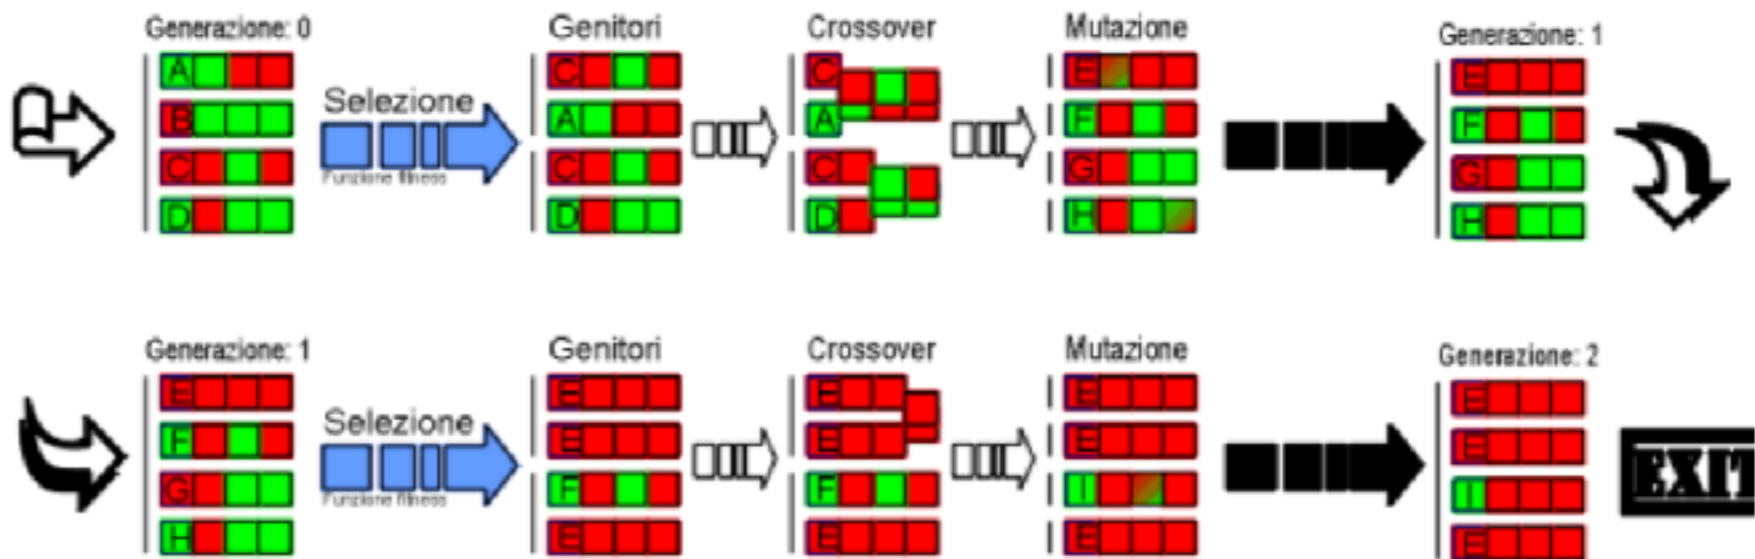 Generazione: 0 Genitori Crossover Mutazione Generazione: 1
A C C E E
Selezione
B A A F F
Funzione fitness
C C C G G
D D D H H
Generazione: 1 Genitori Crossover Mutazione Generazione: 2
E E E E E
Selezione
F E E E E
Funzione fitness
G F F I I
H E E E E
EXIT